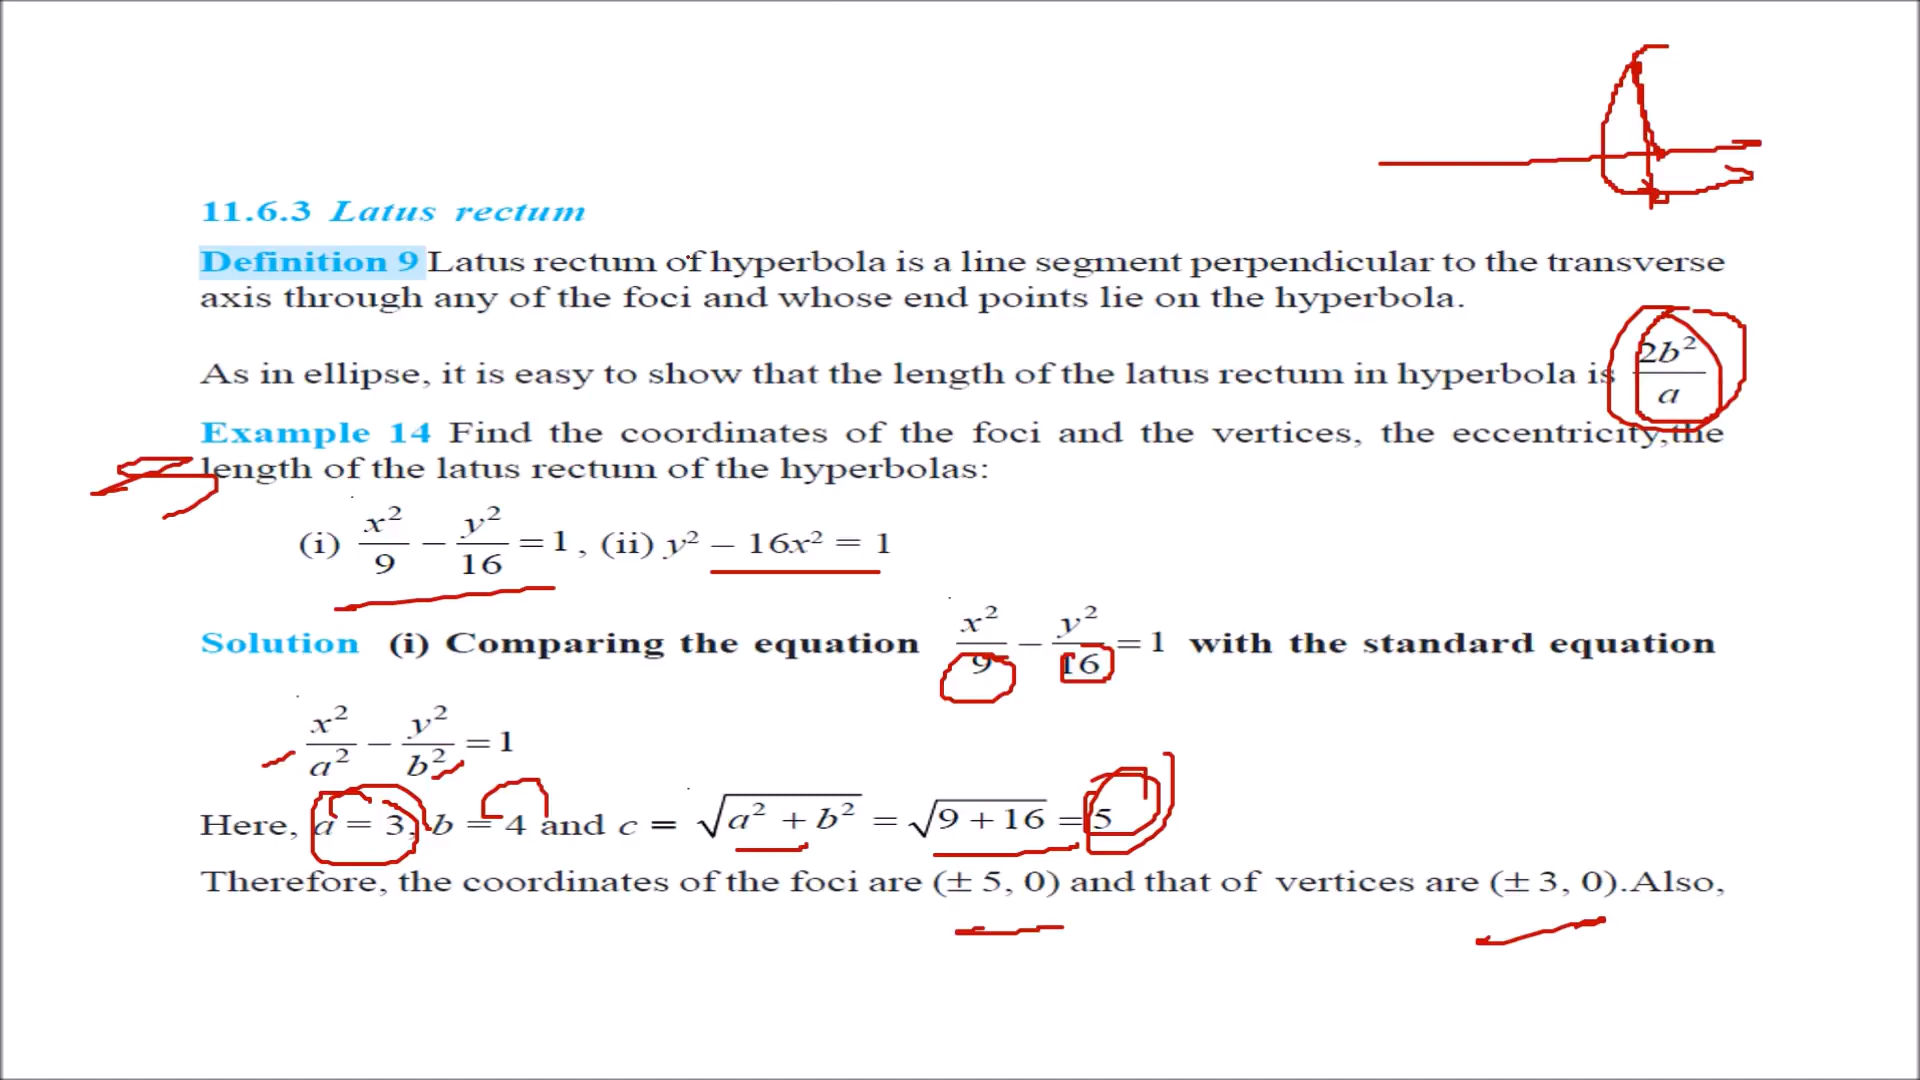 11.6.3 Latus rectum
Definition 9 Latus rectum of hyperbola is a line segment perpendicular to the transverse
axis through any of the foci and whose end points lie on the hyperbola.
As in ellipse, it is easy to show that the length of the latus rectum in hyperbola is 2b²/a
Example 14 Find the coordinates of the foci and the vertices, the eccentricity,the
length of the latus rectum of the hyperbolas:
(i) x²/9 − y²/16 = 1, (ii) y² – 16x² = 1
Solution (i) Comparing the equation x²/9 − y²/16 = 1 with the standard equation
x²/a² − y²/b² = 1
Here, a = 3, b = 4 and c = √(a² + b²) = √(9 + 16) = 5
Therefore, the coordinates of the foci are (± 5, 0) and that of vertices are (± 3, 0).Also,